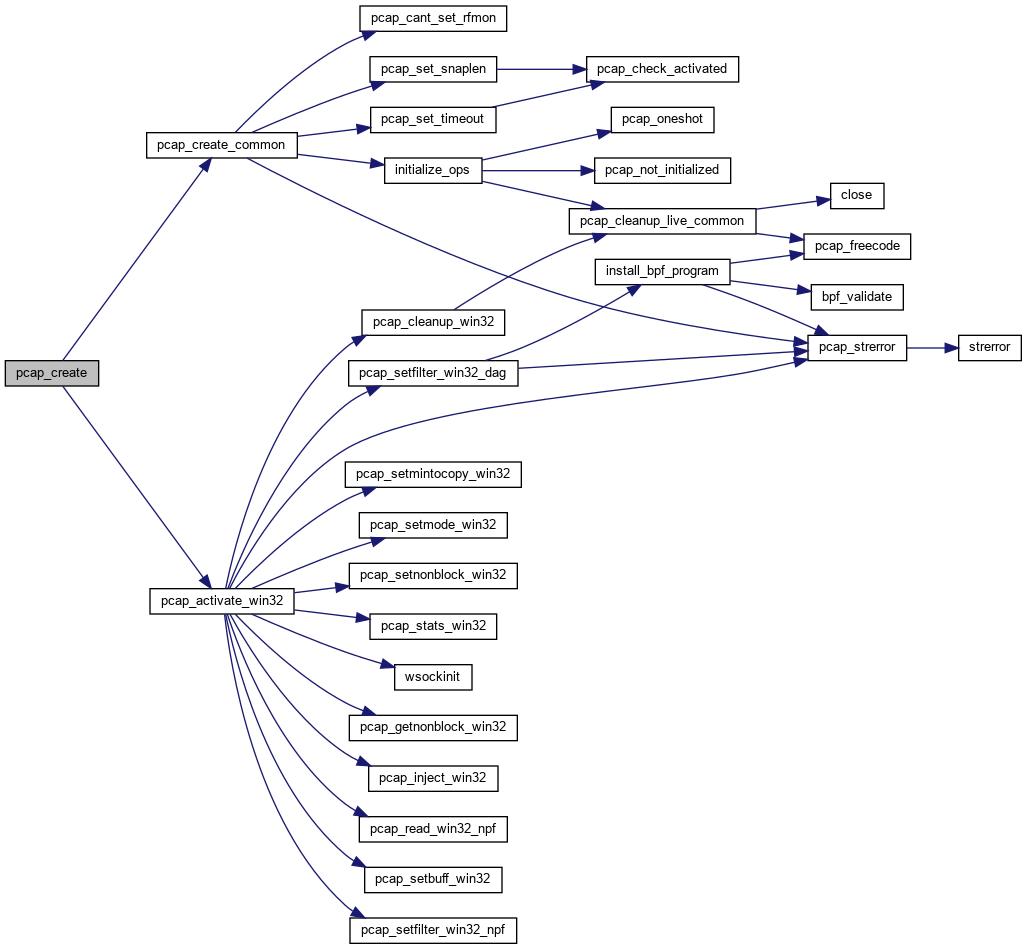 pcap_cant_set_rfmon
pcap_set_snaplen
pcap_check_activated
pcap_set_timeout
pcap_oneshot
pcap_create_common
initialize_ops
pcap_not_initialized
close
pcap_cleanup_live_common
pcap_freecode
install_bpf_program
bpf_validate
pcap_cleanup_win32
pcap_strerror
strerror
pcap_create
pcap_setfilter_win32_dag
pcap_setmintocopy_win32
pcap_setmode_win32
pcap_setnonblock_win32
pcap_activate_win32
pcap_stats_win32
wsockinit
pcap_getnonblock_win32
pcap_inject_win32
pcap_read_win32_npf
pcap_setbuff_win32
pcap_setfilter_win32_npf